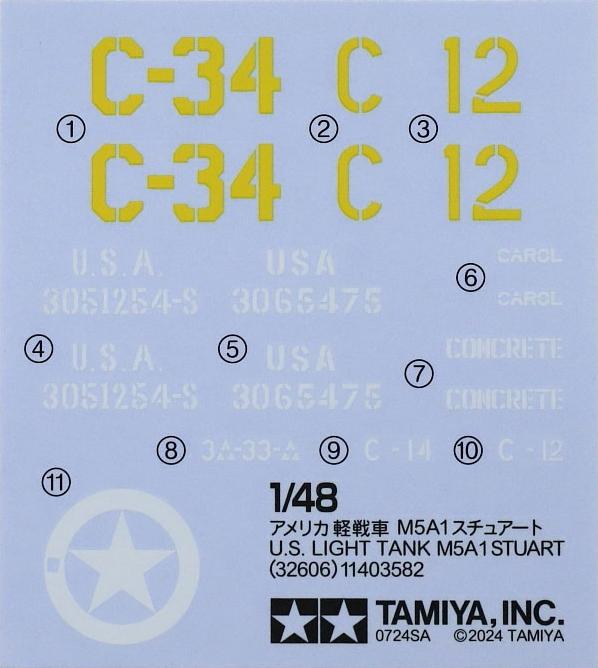 C-34 C 12
① ② ③
C-34 C 12
U.S.A. USA CAROL
⑥
3051254-S 3065475 CAROL
④ ⑤ CONCRETE
U.S.A. USA ⑦
3051254-S 3065475 CONCRETE
⑧ 3△-33-△ ⑨ C-14 ⑩ C-12
⑪
1/48
アメリカ 軽戦車 M5A1スチュアート
U.S. LIGHT TANK M5A1 STUART
(32606) 11403582
TAMIYA, INC.
0724SA ©2024 TAMIYA